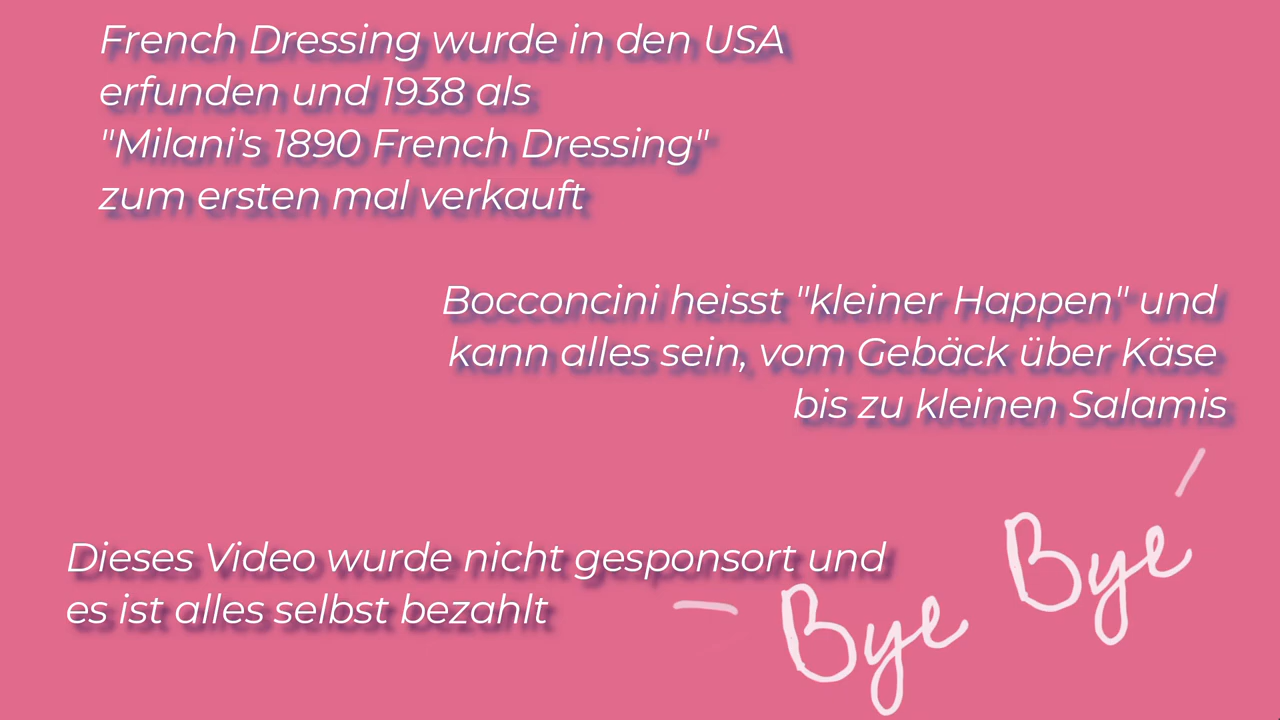 French Dressing wurde in den USA
erfunden und 1938 als
"Milani's 1890 French Dressing"
zum ersten mal verkauft
Bocconcini heisst "kleiner Happen" und
kann alles sein, vom Gebäck über Käse
bis zu kleinen Salamis
Dieses Video wurde nicht gesponsort und
es ist alles selbst bezahlt
Bye Bye